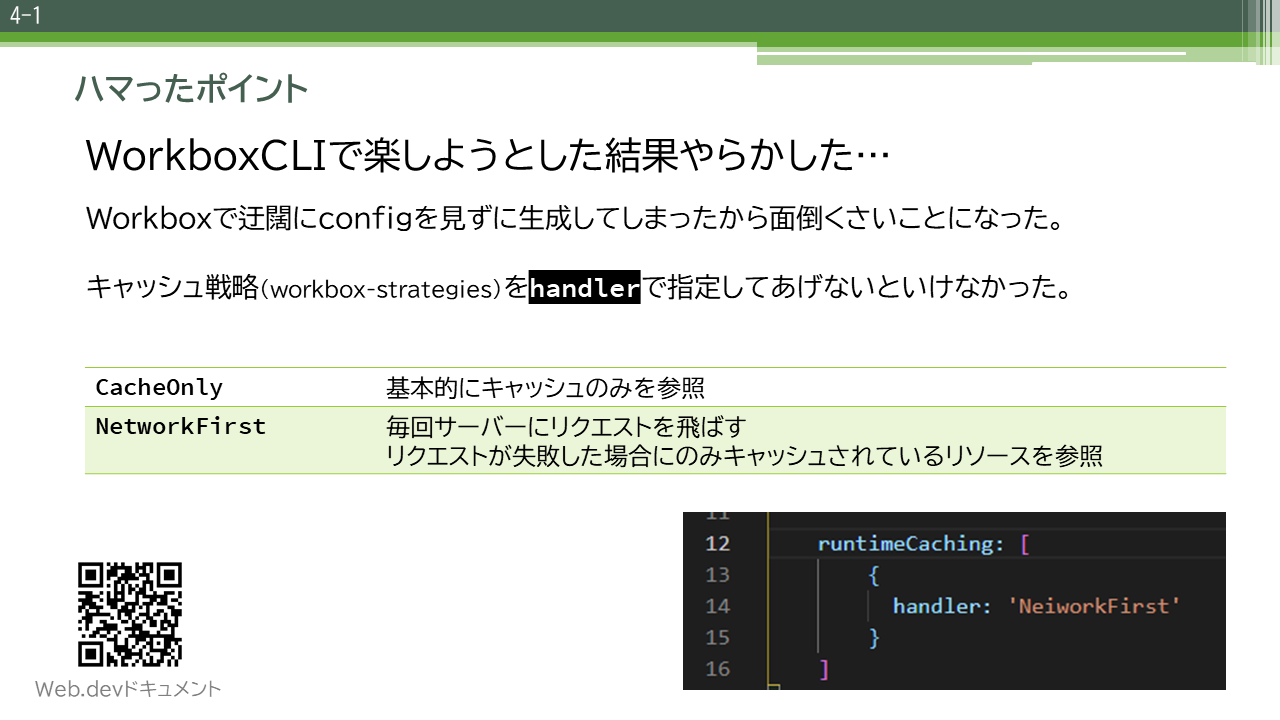 4-1
ハマったポイント
WorkboxCLIで楽しようとした結果やらかした…
Workboxで迂闊にconfigを見ずに生成してしまったから面倒くさいことになった。
キャッシュ戦略(workbox-strategies)をhandlerで指定してあげないといけなかった。
CacheOnly 基本的にキャッシュのみを参照
NetworkFirst 毎回サーバーにリクエストを飛ばす
リクエストが失敗した場合にのみキャッシュされているリソースを参照
11
12 runtimeCaching: [
13 {
14 handler: 'NeiworkFirst'
15 }
16 ]
Web.devドキュメント